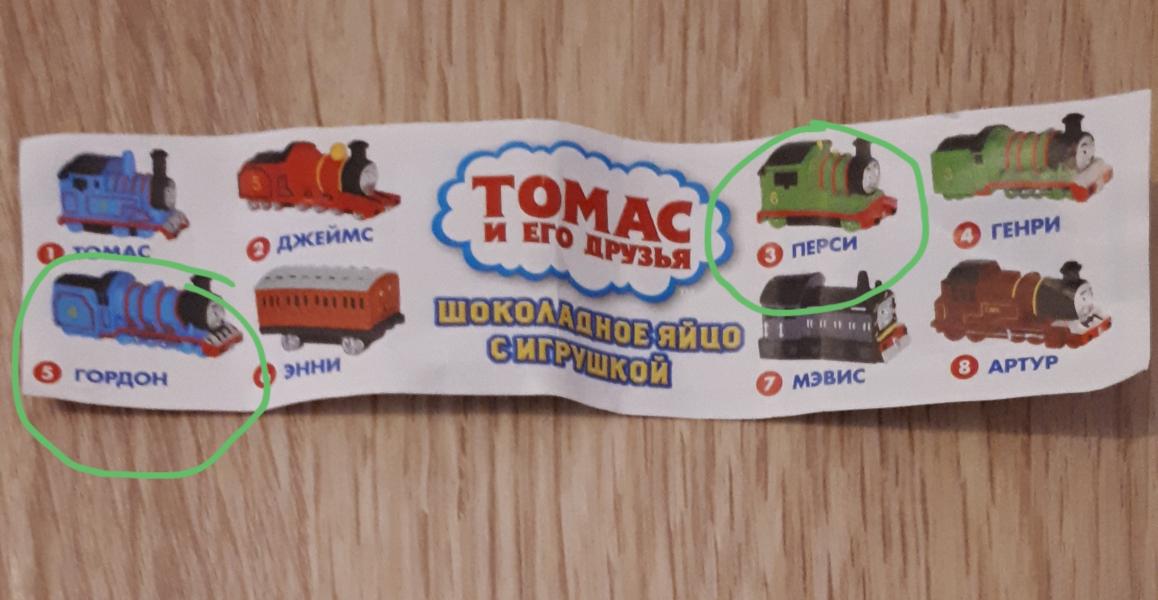 1 ТОМАС
2 ДЖЕЙМС
ТОМАС
И ЕГО ДРУЗЬЯ
ШОКОЛАДНОЕ ЯЙЦО
С ИГРУШКОЙ
3 ПЕРСИ
4 ГЕНРИ
5 ГОРДОН
6 ЭННИ
7 МЭВИС
8 АРТУР